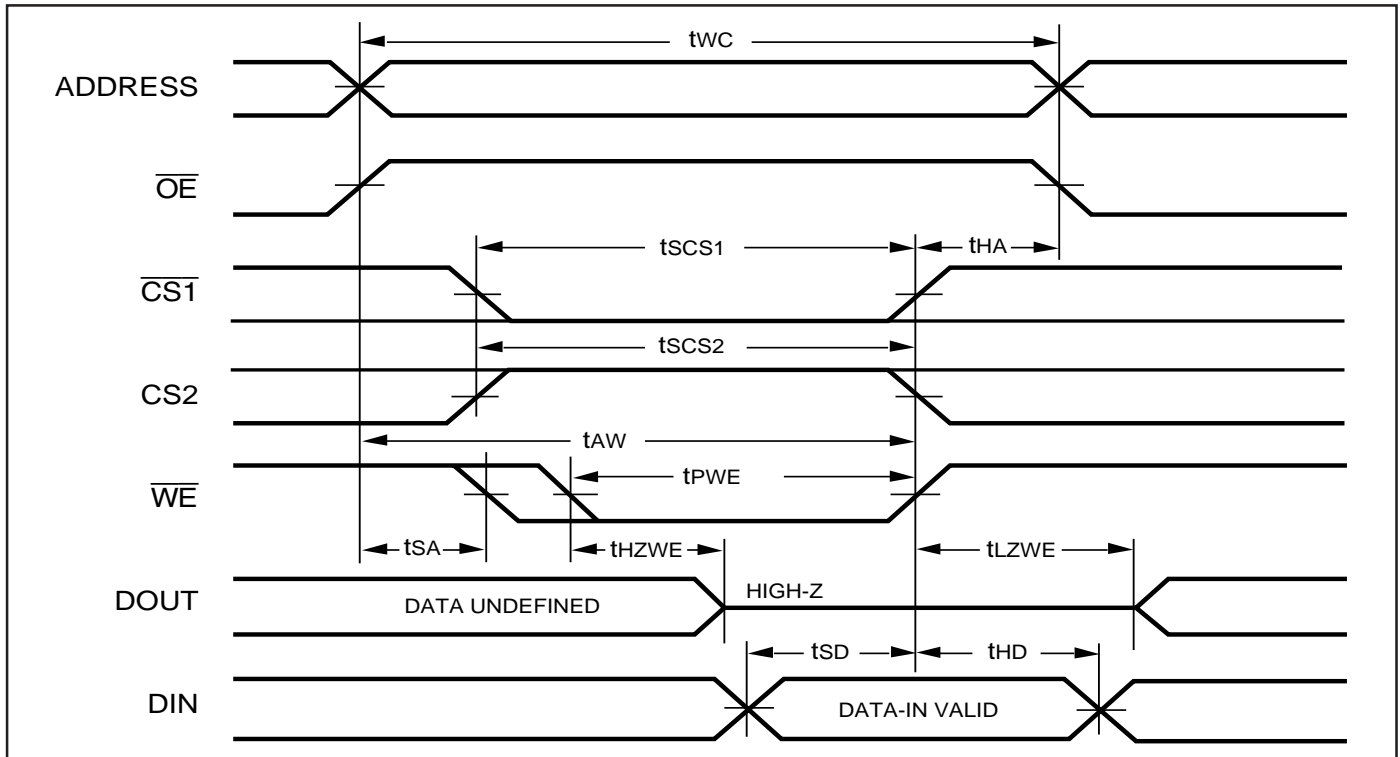 tWC
ADDRESS
OE
tSCS1
tHA
CS1
tSCS2
CS2
tAW
tPWE
WE
tSA
tHZWE
tLZWE
DOUT
DATA UNDEFINED
HIGH-Z
tSD
tHD
DIN
DATA-IN VALID